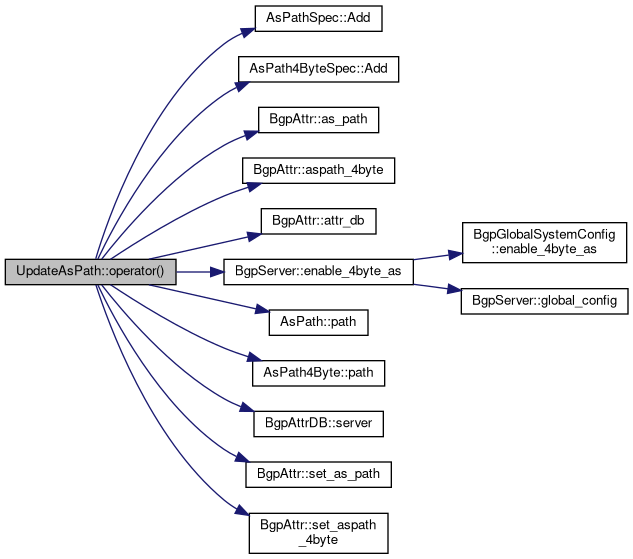 AsPathSpec::Add
AsPath4ByteSpec::Add
BgpAttr::as_path
BgpAttr::aspath_4byte
BgpAttr::attr_db
UpdateAsPath::operator()
BgpServer::enable_4byte_as
BgpGlobalSystemConfig
::enable_4byte_as
BgpServer::global_config
AsPath::path
AsPath4Byte::path
BgpAttrDB::server
BgpAttr::set_as_path
BgpAttr::set_aspath
_4byte